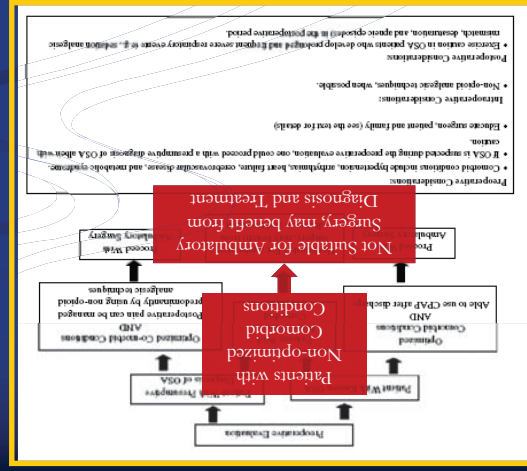 Preoperative Evaluation
Patient With
Patient With Presumptive
of OSA
Patients with
Non-optimized
Comorbid
Conditions
Optimized
Comorbid Conditions
AND
Able to use CPAP after
Optimized Co-morbid Conditions
AND
Postoperative pain can be managed
predominantly by using non-opioid
analgesic techniques
Ambulatory
With
Surgery
Not Suitable for Ambulatory
Surgery, may benefit from
Diagnosis and Treatment
Preoperative Considerations:
• Comorbid conditions include hypertension, arrhythmias, heart failure, cerebrovascular disease, and metabolic syndrome.
• If OSA is suspected during the preoperative evaluation, one could proceed with a presumptive diagnosis of OSA albeit with
caution.
• Educate surgeon, patient and family (see the text for details)
Intraoperative Considerations:
• Non-opioid analgesic techniques, when possible.
Postoperative Considerations:
• Exercise caution in OSA patients who develop prolonged and frequent severe respiratory events (e.g., sedation analgesic
mismatch, desaturation, and apneic episodes) in the postoperative period.